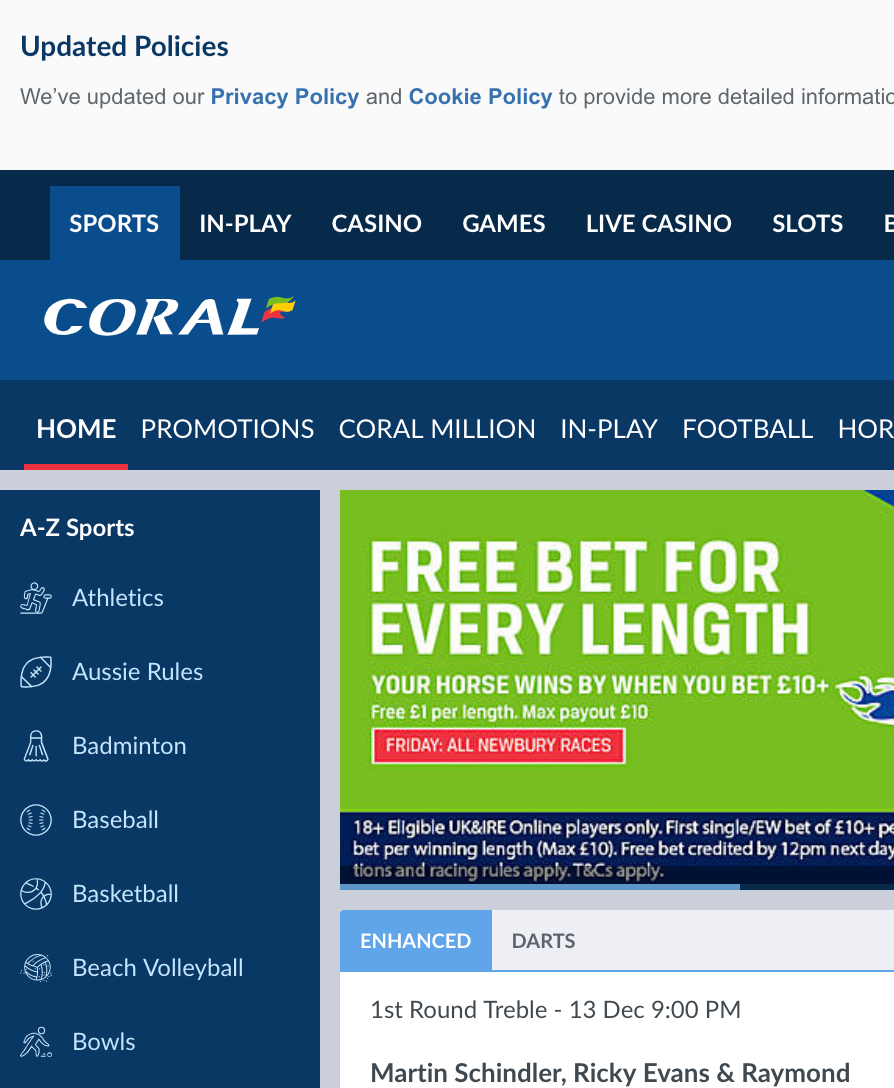 Updated Policies
We've updated our Privacy Policy and Cookie Policy to provide more detailed
SPORTS IN-PLAY CASINO GAMES LIVE CASINO SLOTS
CORAL
HOME PROMOTIONS CORAL MILLION IN-PLAY FOOTBALL
A-Z Sports
Athletics
Aussie Rules
Badminton
Baseball
Basketball
Beach Volleyball
Bowls
FREE BET FOR
EVERY LENGTH
YOUR HORSE WINS BY WHEN YOU BET £10+
Free £1 per length. Max payout £10
FRIDAY: ALL NEWBURY RACES
18+ Eligible UK&IRE Online players only. First single/EW bet of £10+
bet per winning length (Max £10). Free bet credited by 12pm next day
tions and racing rules apply. T&Cs apply.
ENHANCED DARTS
1st Round Treble - 13 Dec 9:00 PM
Martin Schindler, Ricky Evans & Raymond